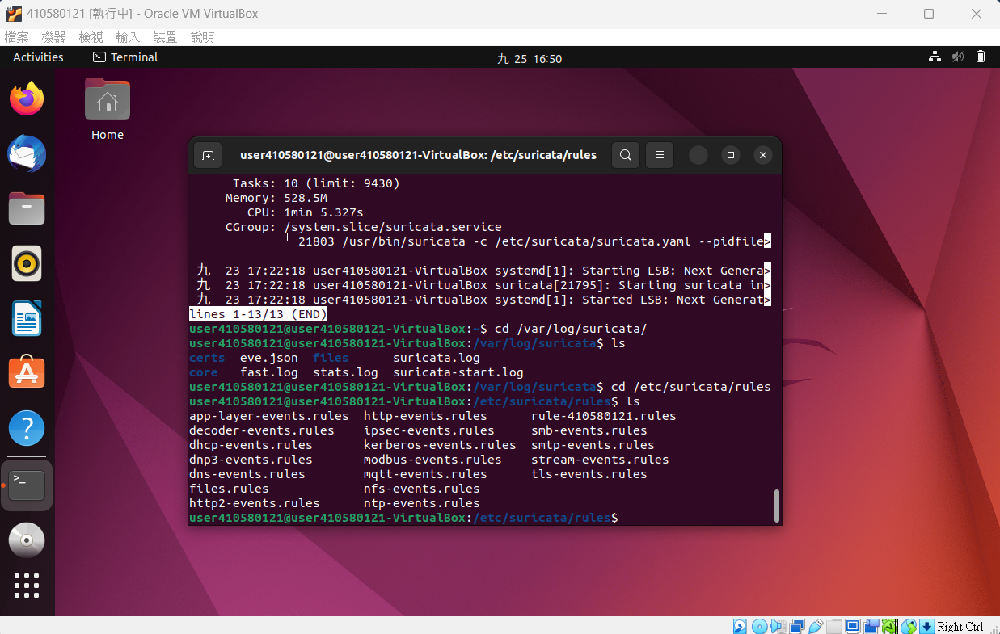 410580121 [執行中] - Oracle VM VirtualBox
檔案 機器 檢視 輸入 裝置 說明
Activities Terminal 九 25 16:50
Home
user410580121@user410580121-VirtualBox: /etc/suricata/rules
Tasks: 10 (limit: 9430)
Memory: 528.5M
CPU: 1min 5.327s
CGroup: /system.slice/suricata.service
└─21803 /usr/bin/suricata -c /etc/suricata/suricata.yaml --pidfile>
九 23 17:22:18 user410580121-VirtualBox systemd[1]: Starting LSB: Next Genera>
九 23 17:22:18 user410580121-VirtualBox suricata[21795]: Starting suricata in>
九 23 17:22:18 user410580121-VirtualBox systemd[1]: Started LSB: Next Generat>
lines 1-13/13 (END)
user410580121@user410580121-VirtualBox:~$ cd /var/log/suricata/
user410580121@user410580121-VirtualBox:/var/log/suricata$ ls
certs eve.json files suricata.log
core fast.log stats.log suricata-start.log
user410580121@user410580121-VirtualBox:/var/log/suricata$ cd /etc/suricata/rules
user410580121@user410580121-VirtualBox:/etc/suricata/rules$ ls
app-layer-events.rules http-events.rules rule-410580121.rules
decoder-events.rules ipsec-events.rules smb-events.rules
dhcp-events.rules kerberos-events.rules smtp-events.rules
dnp3-events.rules modbus-events.rules stream-events.rules
dns-events.rules mqtt-events.rules tls-events.rules
files.rules nfs-events.rules
http2-events.rules ntp-events.rules
user410580121@user410580121-VirtualBox:/etc/suricata/rules$
Right Ctrl